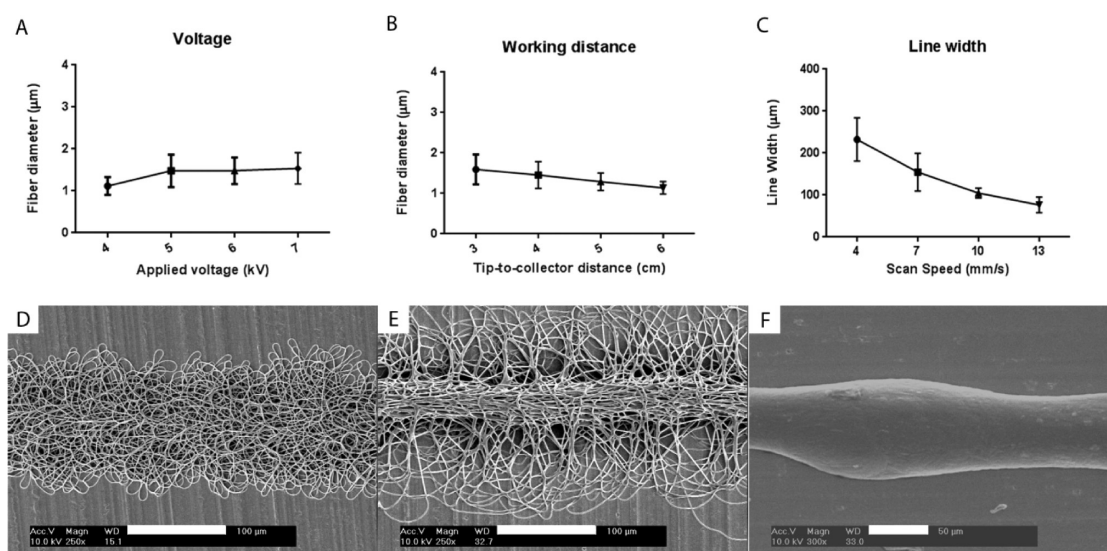 A
Voltage
Fiber diameter (µm)
4
3
2
1
0
4 5 6 7
Applied voltage (kV)
B
Working distance
Fiber diameter (µm)
4
3
2
1
0
3 4 5 6
Tip-to-collector distance (cm)
C
Line width
Line Width (µm)
400
300
200
100
0
4 7 10 13
Scan Speed (mm/s)
D
Acc.V Magn WD 100 µm
10.0 kV 250x 15.1
E
Acc.V Magn WD 100 µm
10.0 kV 250x 32.7
F
Acc.V Magn WD 50 µm
10.0 kV 300x 33.0